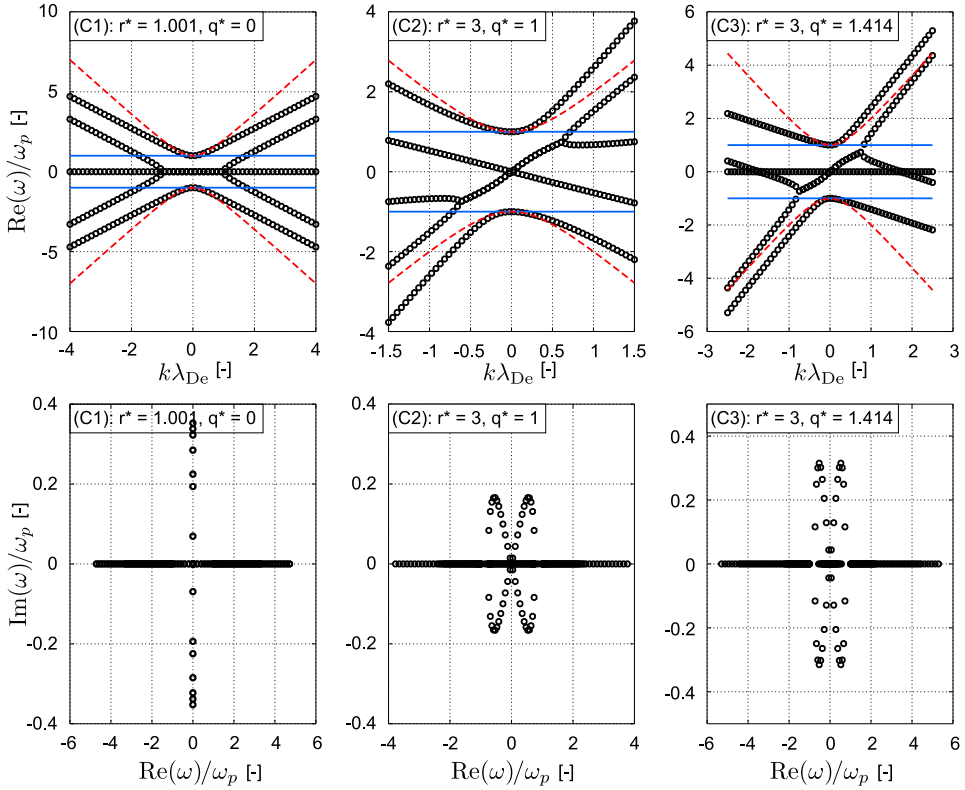 (C1): r* = 1.001, q* = 0
(C2): r* = 3, q* = 1
(C3): r* = 3, q* = 1.414
Re(ω)/ω_p [-]
10
5
0
-5
-10
4
2
0
-2
-4
6
4
2
0
-2
-4
-6
-4 -3 -2 -1 0 1 2 3 4
-1.5 -1 -0.5 0 0.5 1 1.5
-3 -2 -1 0 1 2 3
kλ_De [-]
kλ_De [-]
kλ_De [-]
(C1): r* = 1.001, q* = 0
(C2): r* = 3, q* = 1
(C3): r* = 3, q* = 1.414
Im(ω)/ω_p [-]
0.4
0.2
0
-0.2
-0.4
0.4
0.2
0
-0.2
-0.4
0.4
0.2
0
-0.2
-0.4
-6 -4 -2 0 2 4 6
-4 -2 0 2 4
-6 -4 -2 0 2 4 6
Re(ω)/ω_p [-]
Re(ω)/ω_p [-]
Re(ω)/ω_p [-]